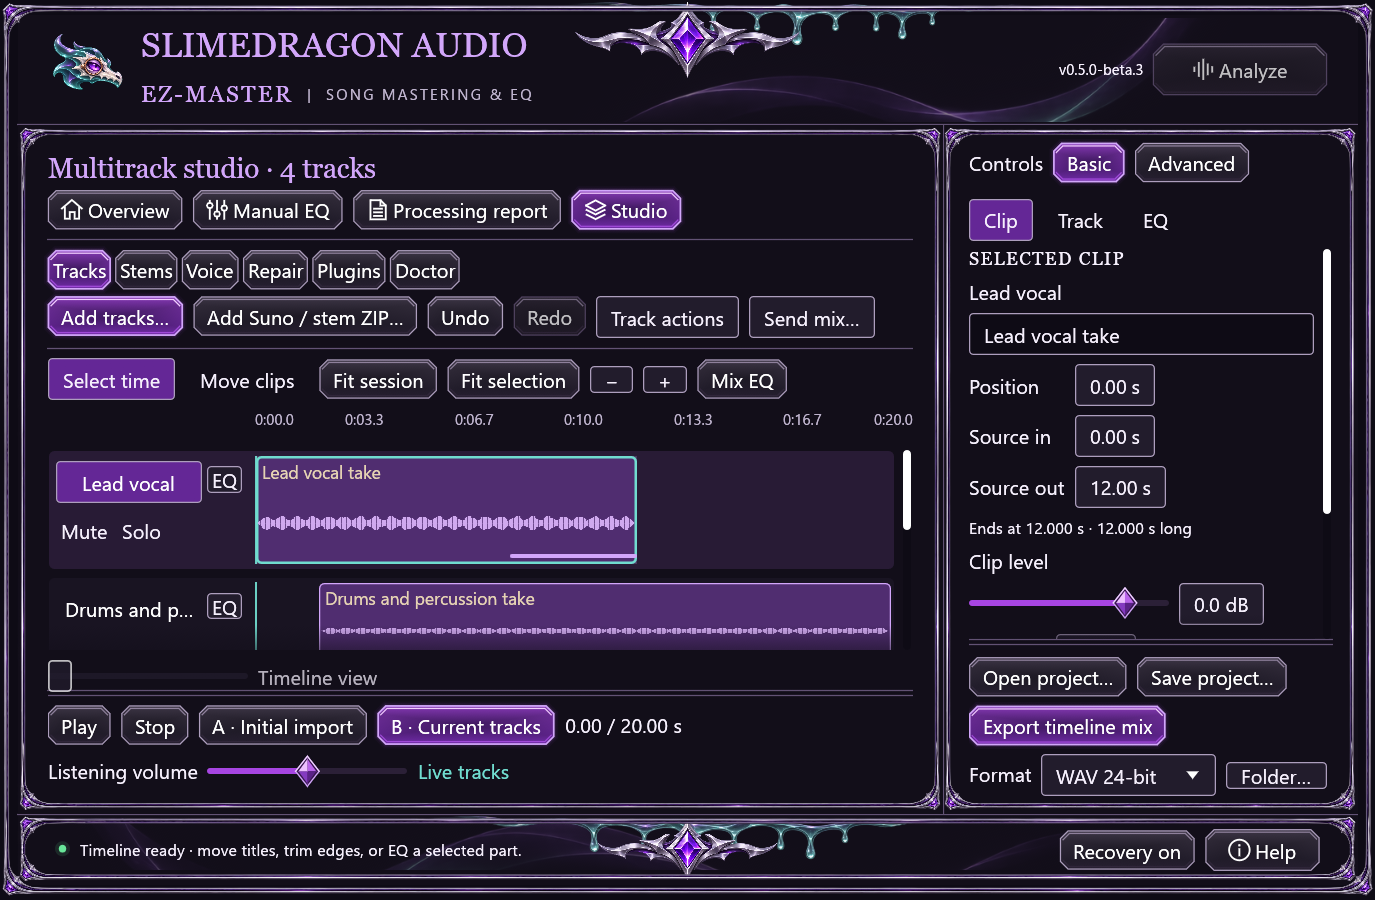 SLIMEDRAGON AUDIO
EZ-MASTER | SONG MASTERING & EQ
v0.5.0-beta.3
Analyze
Multitrack studio · 4 tracks
Overview
Manual EQ
Processing report
Studio
Tracks
Stems
Voice
Repair
Plugins
Doctor
Add tracks...
Add Suno / stem ZIP...
Undo
Redo
Track actions
Send mix...
Select time
Move clips
Fit session
Fit selection
–
+
Mix EQ
0:00.0
0:03.3
0:06.7
0:10.0
0:13.3
0:16.7
0:20.0
Lead vocal
EQ
Mute
Solo
Lead vocal take
Drums and p...
EQ
Drums and percussion take
Timeline view
Play
Stop
A · Initial import
B · Current tracks
0.00 / 20.00 s
Listening volume
Live tracks
Controls
Basic
Advanced
Clip
Track
EQ
SELECTED CLIP
Lead vocal
Lead vocal take
Position
0.00 s
Source in
0.00 s
Source out
12.00 s
Ends at 12.000 s · 12.000 s long
Clip level
0.0 dB
Open project...
Save project...
Export timeline mix
Format
WAV 24-bit
Folder...
Timeline ready · move titles, trim edges, or EQ a selected part.
Recovery on
Help